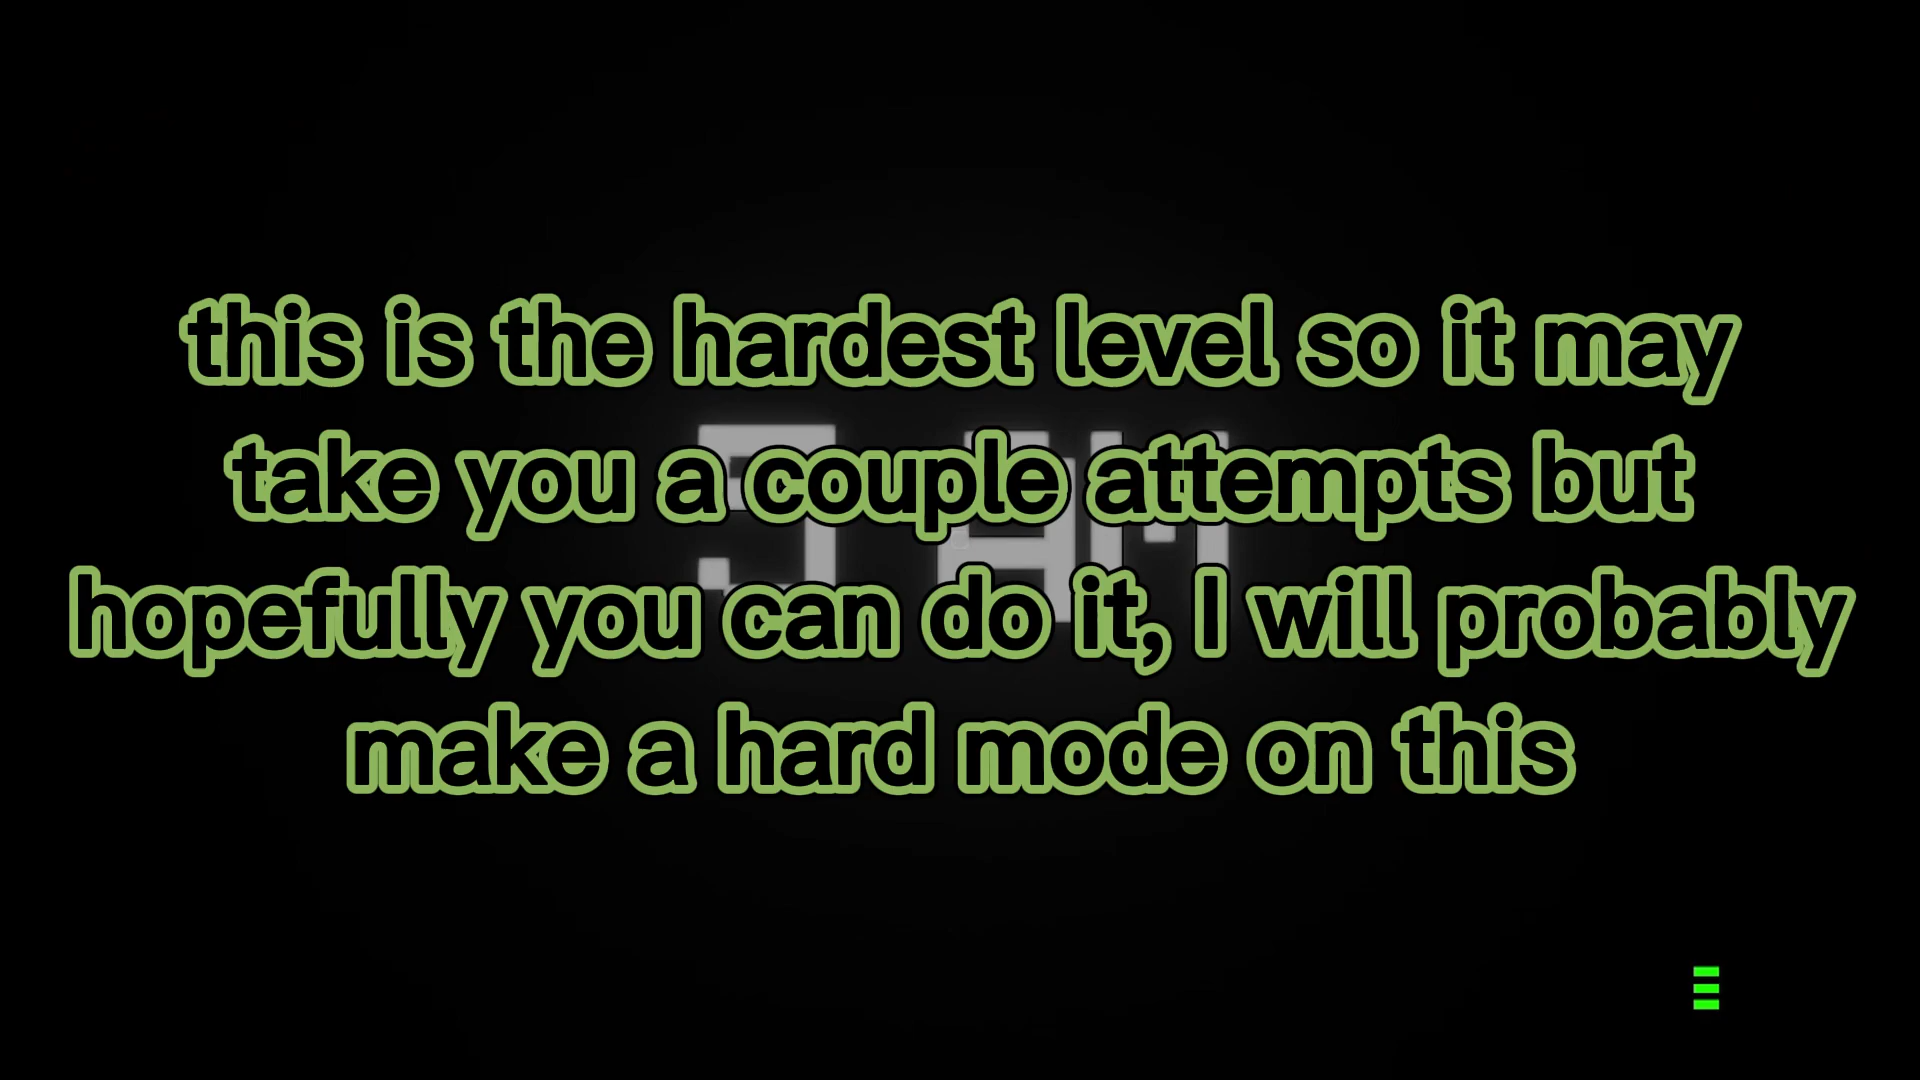 this is the hardest level so it may
take you a couple attempts but
hopefully you can do it, I will probably
make a hard mode on this
AM